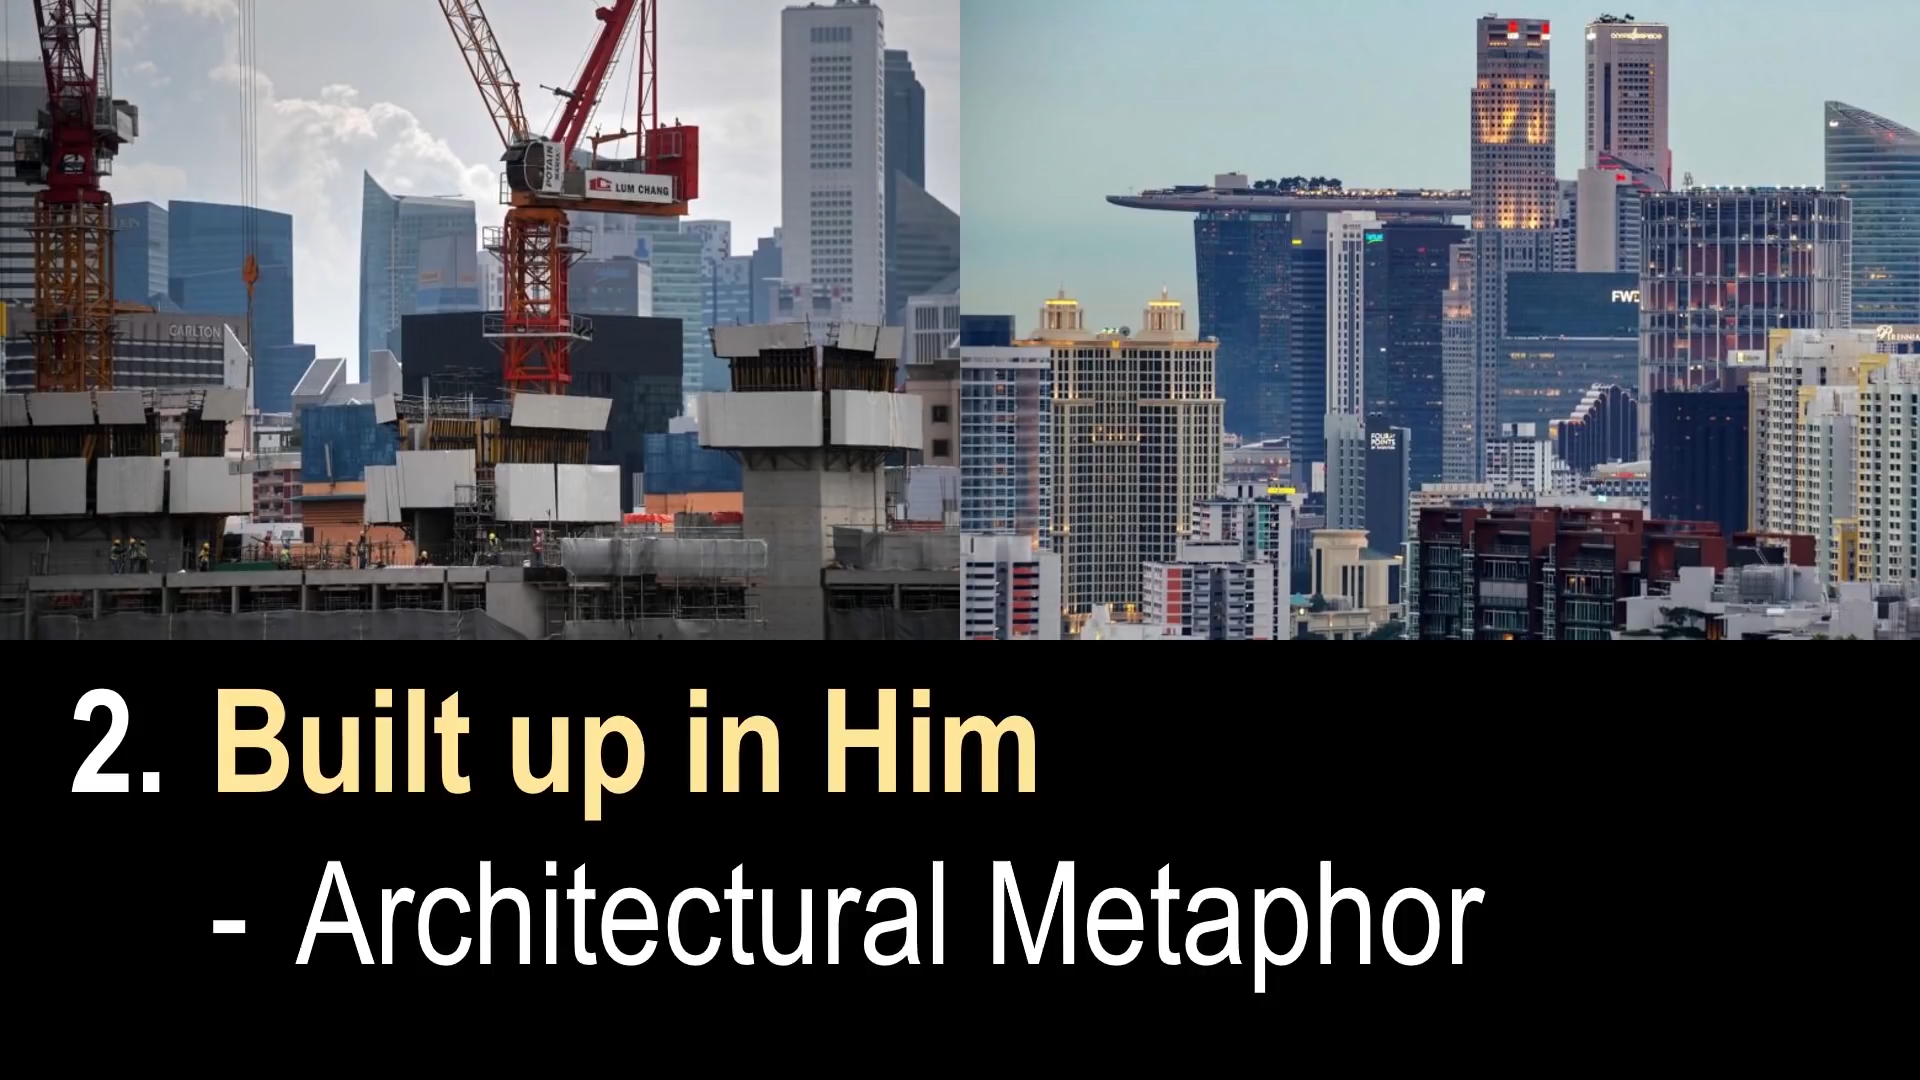 POTAIN
LUM CHANG
CARLTON
FWD
FOUR
POINTS
2. Built up in Him
- Architectural Metaphor